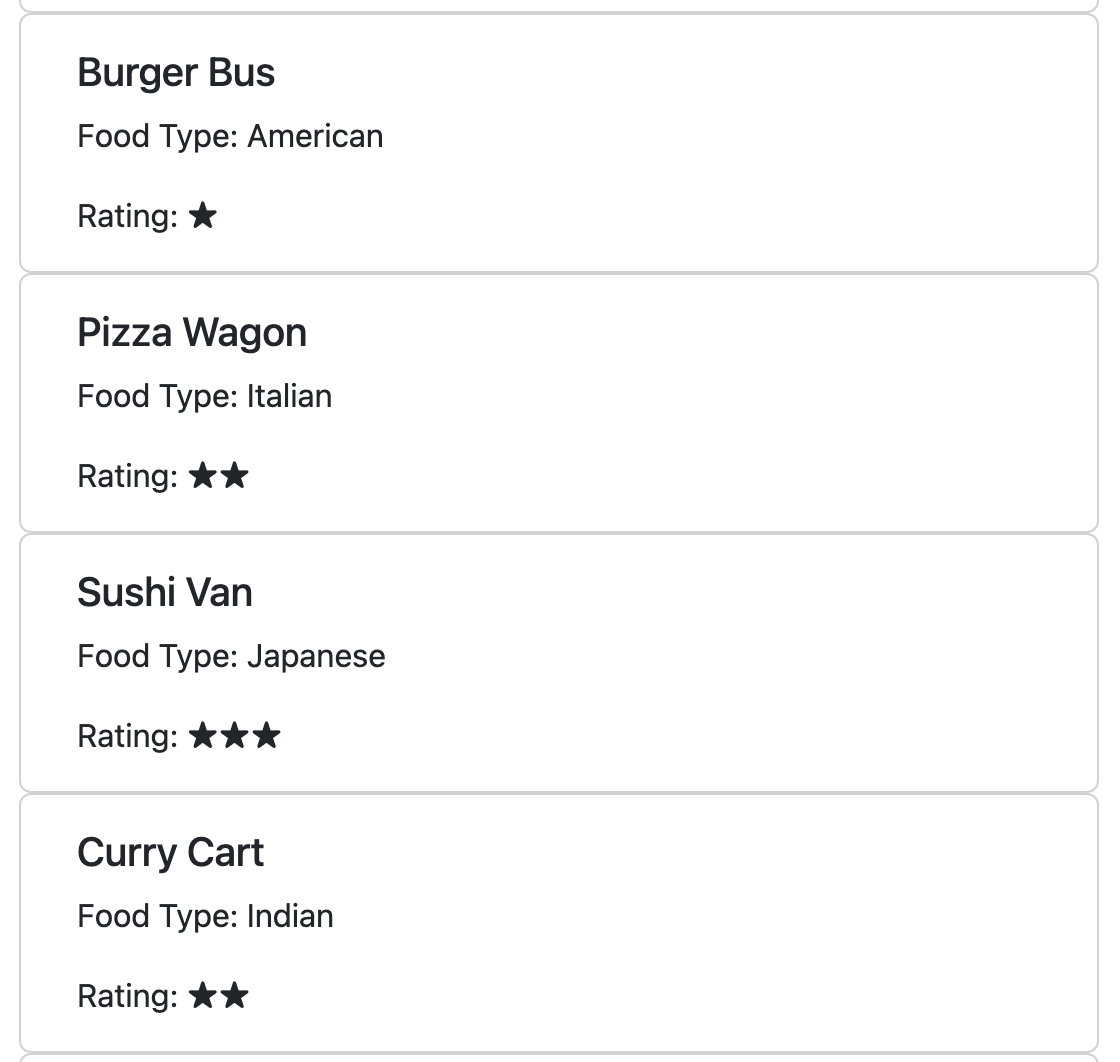 Burger Bus
Food Type: American
Rating: ★
Pizza Wagon
Food Type: Italian
Rating: ★★
Sushi Van
Food Type: Japanese
Rating: ★★★
Curry Cart
Food Type: Indian
Rating: ★★